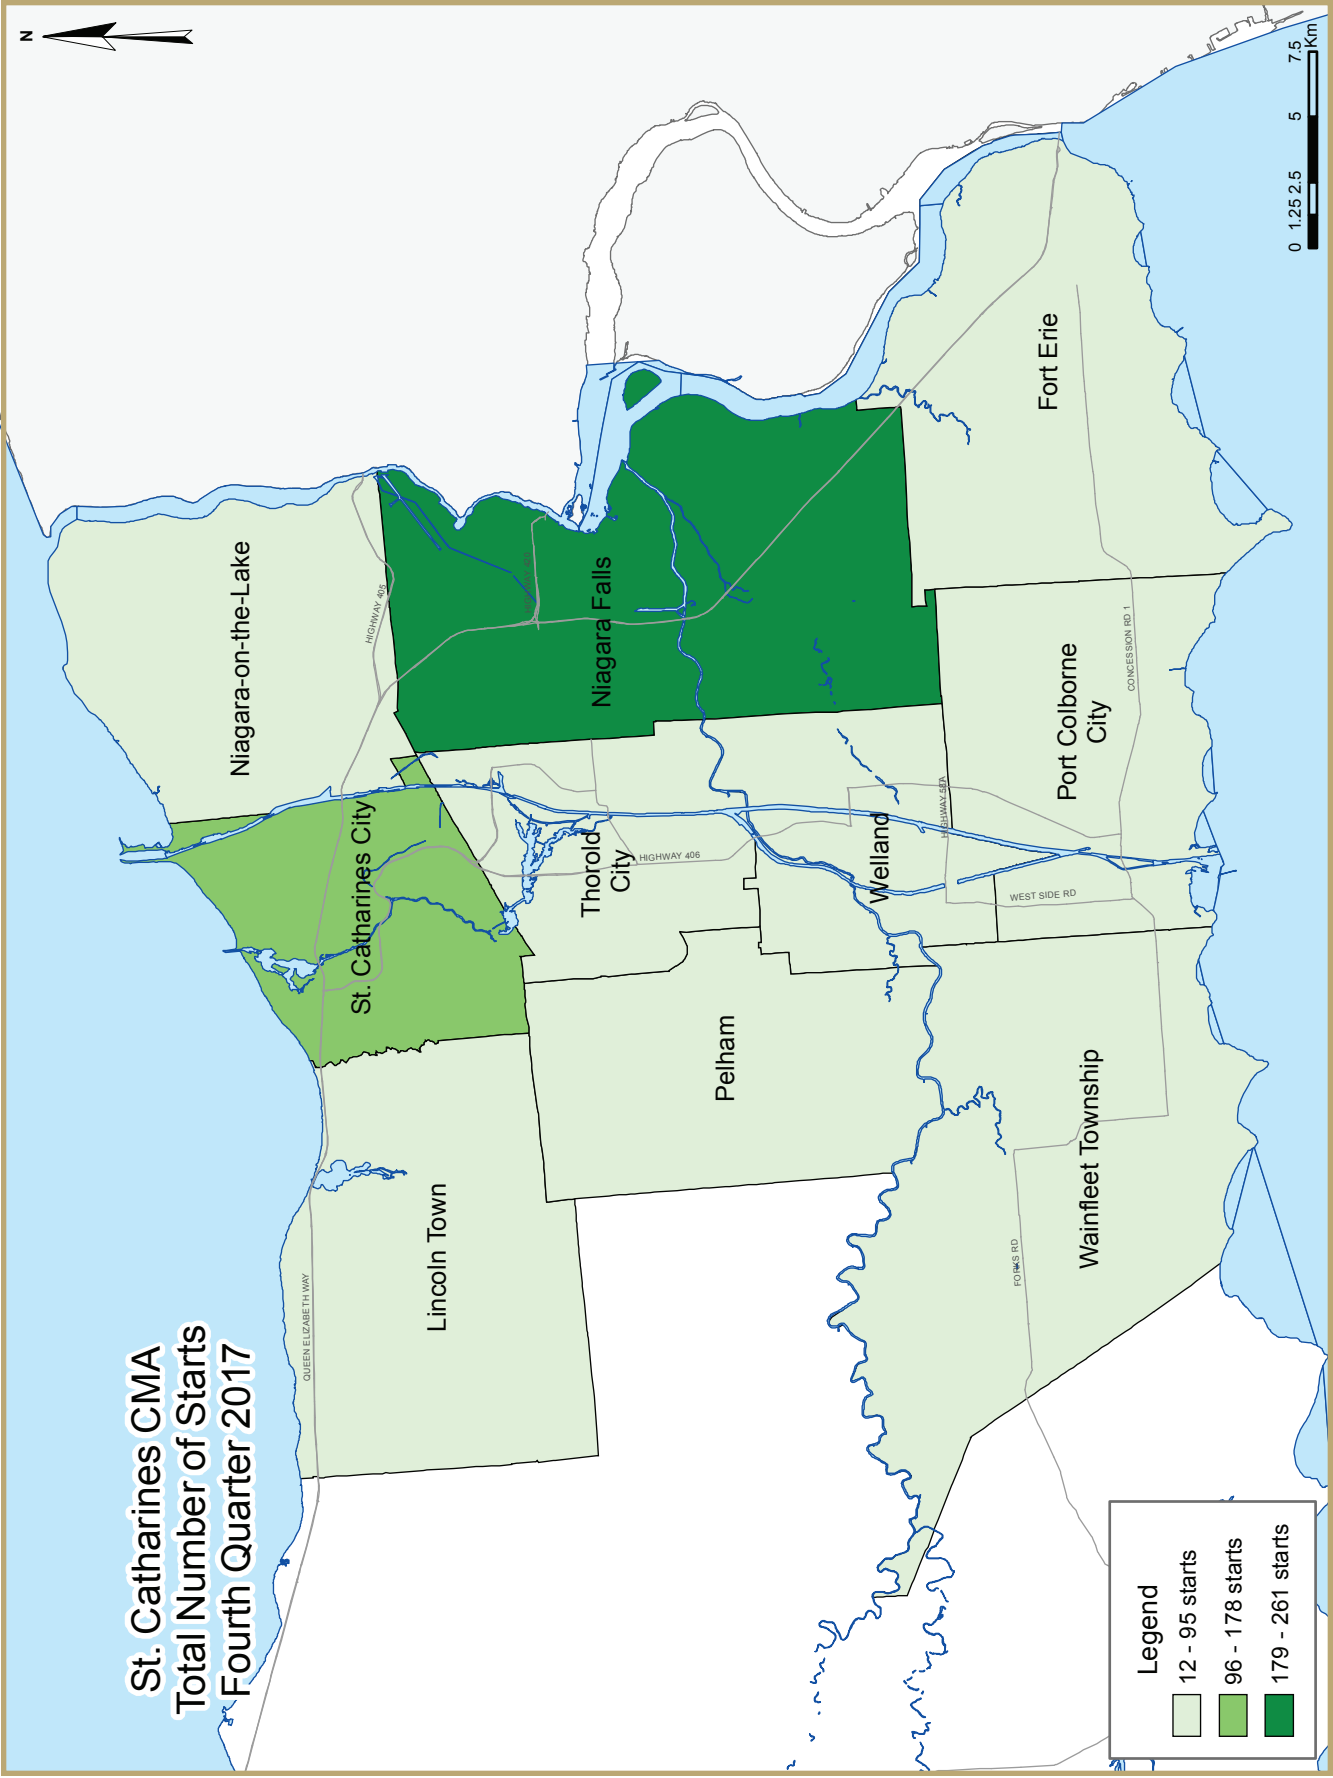 St. Catharines CMA
Total Number of Starts
Fourth Quarter 2017
N
Niagara-on-the-Lake
HIGHWAY 405
St. Catharines City
QUEEN ELIZABETH WAY
Lincoln Town
HIGHWAY 420
Niagara Falls
Thorold
City
HIGHWAY 406
Pelham
Welland
HIGHWAY 58A
WEST SIDE RD
Fort Erie
Port Colborne
City
CONCESSION RD 1
Wainfleet Township
FORKS RD
Legend
12 - 95 starts
96 - 178 starts
179 - 261 starts
0 1.25 2.5 5 7.5
Km